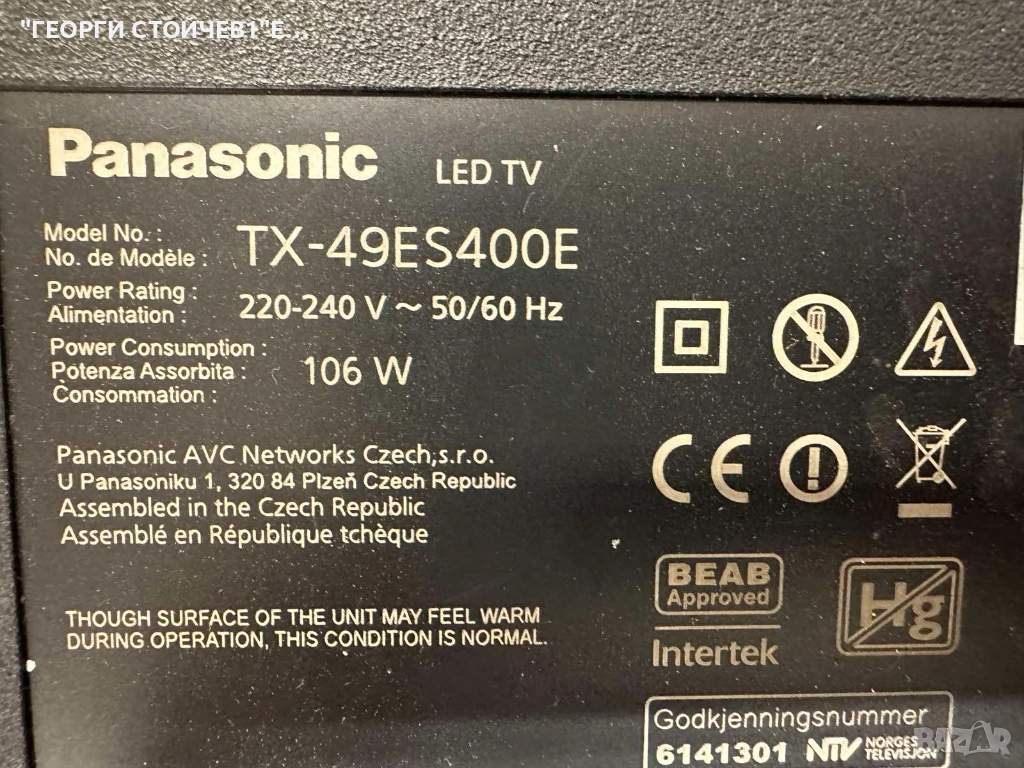 "ГЕОРГИ СТОЙЧЕВ1"Е...
Panasonic LED TV
Model No. :
No. de Modèle : TX-49ES400E
Power Rating :
Alimentation : 220-240 V ~ 50/60 Hz
Power Consumption :
Potenza Assorbita : 106 W
Consommation :
Panasonic AVC Networks Czech,s.r.o.
U Panasoniku 1, 320 84 Plzeň Czech Republic
Assembled in the Czech Republic
Assemblé en République tchèque
THOUGH SURFACE OF THE UNIT MAY FEEL WARM
DURING OPERATION, THIS CONDITION IS NORMAL.
CE
BEAB
Approved
Intertek
Hg
Godkjenningsnummer
6141301 NTV NORGES
TELEVISJON
BAZAR